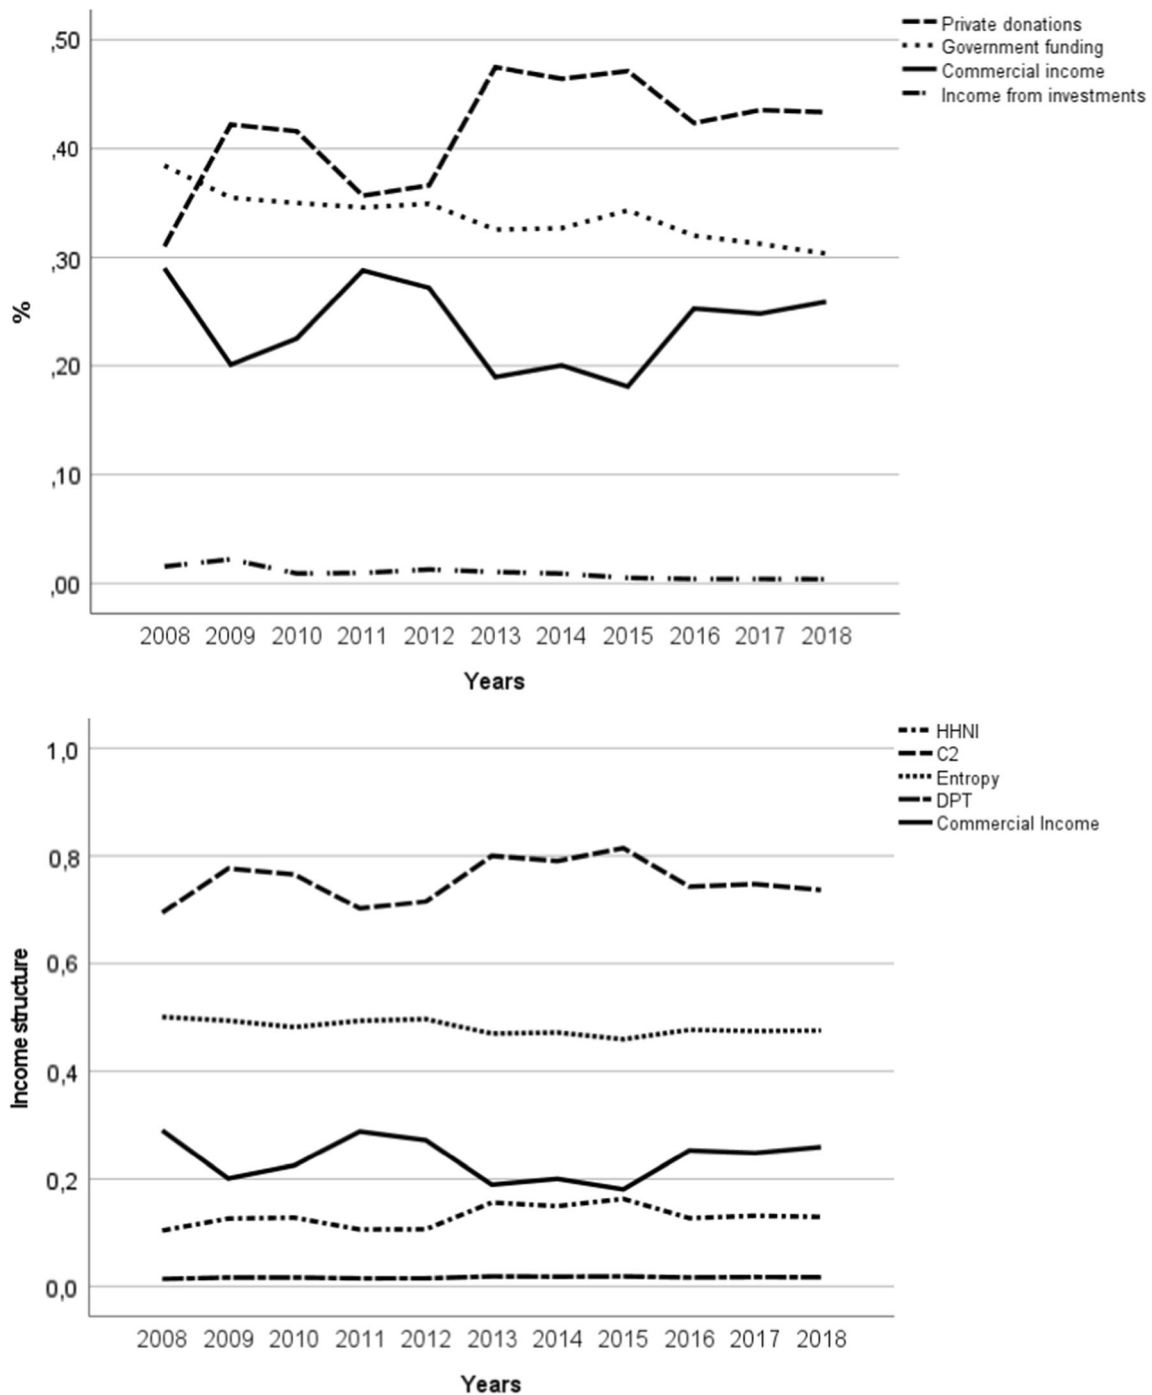 ,50
,40
,30
,20
,10
,00
%
2008 2009 2010 2011 2012 2013 2014 2015 2016 2017 2018
Years
Private donations
Government funding
Commercial income
Income from investments
1,0
0,8
0,6
0,4
0,2
0,0
Income structure
2008 2009 2010 2011 2012 2013 2014 2015 2016 2017 2018
Years
HHNI
C2
Entropy
DPT
Commercial Income